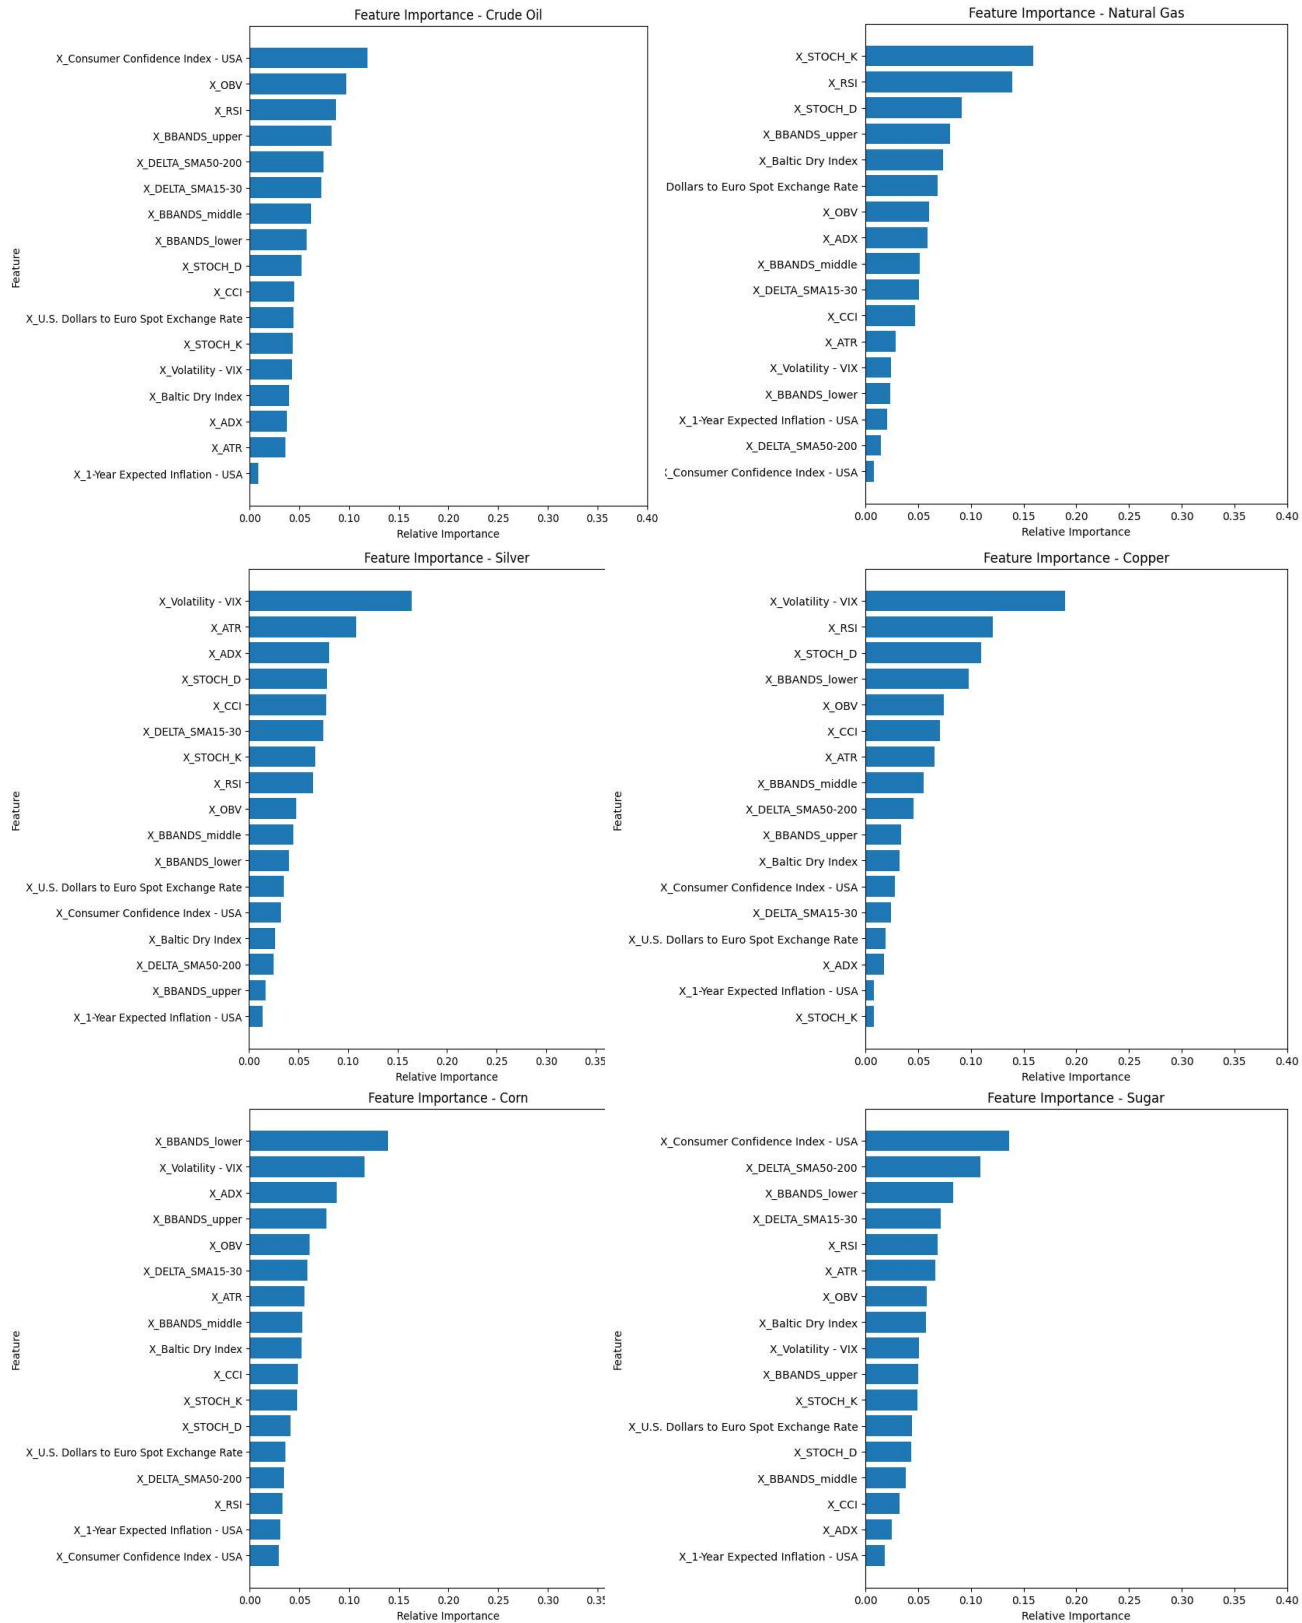 Feature Importance - Crude Oil
Feature
X_Consumer Confidence Index - USA
X_OBV
X_RSI
X_BBANDS_upper
X_DELTA_SMA50-200
X_DELTA_SMA15-30
X_BBANDS_middle
X_BBANDS_lower
X_STOCH_D
X_CCI
X_U.S. Dollars to Euro Spot Exchange Rate
X_STOCH_K
X_Volatility - VIX
X_Baltic Dry Index
X_ADX
X_ATR
X_1-Year Expected Inflation - USA
0.00 0.05 0.10 0.15 0.20 0.25 0.30 0.35 0.40
Relative Importance
Feature Importance - Natural Gas
X_STOCH_K
X_RSI
X_STOCH_D
X_BBANDS_upper
X_Baltic Dry Index
Dollars to Euro Spot Exchange Rate
X_OBV
X_ADX
X_BBANDS_middle
X_DELTA_SMA15-30
X_CCI
X_ATR
X_Volatility - VIX
X_BBANDS_lower
X_1-Year Expected Inflation - USA
X_DELTA_SMA50-200
_Consumer Confidence Index - USA
0.00 0.05 0.10 0.15 0.20 0.25 0.30 0.35 0.40
Relative Importance
Feature Importance - Silver
Feature
X_Volatility - VIX
X_ATR
X_ADX
X_STOCH_D
X_CCI
X_DELTA_SMA15-30
X_STOCH_K
X_RSI
X_OBV
X_BBANDS_middle
X_BBANDS_lower
X_U.S. Dollars to Euro Spot Exchange Rate
X_Consumer Confidence Index - USA
X_Baltic Dry Index
X_DELTA_SMA50-200
X_BBANDS_upper
X_1-Year Expected Inflation - USA
0.00 0.05 0.10 0.15 0.20 0.25 0.30 0.35
Relative Importance
Feature Importance - Copper
Feature
X_Volatility - VIX
X_RSI
X_STOCH_D
X_BBANDS_lower
X_OBV
X_CCI
X_ATR
X_BBANDS_middle
X_DELTA_SMA50-200
X_BBANDS_upper
X_Baltic Dry Index
X_Consumer Confidence Index - USA
X_DELTA_SMA15-30
X_U.S. Dollars to Euro Spot Exchange Rate
X_ADX
X_1-Year Expected Inflation - USA
X_STOCH_K
0.00 0.05 0.10 0.15 0.20 0.25 0.30 0.35 0.40
Relative Importance
Feature Importance - Corn
Feature
X_BBANDS_lower
X_Volatility - VIX
X_ADX
X_BBANDS_upper
X_OBV
X_DELTA_SMA15-30
X_ATR
X_BBANDS_middle
X_Baltic Dry Index
X_CCI
X_STOCH_K
X_STOCH_D
X_U.S. Dollars to Euro Spot Exchange Rate
X_DELTA_SMA50-200
X_RSI
X_1-Year Expected Inflation - USA
X_Consumer Confidence Index - USA
0.00 0.05 0.10 0.15 0.20 0.25 0.30 0.35
Relative Importance
Feature Importance - Sugar
Feature
X_Consumer Confidence Index - USA
X_DELTA_SMA50-200
X_BBANDS_lower
X_DELTA_SMA15-30
X_RSI
X_ATR
X_OBV
X_Baltic Dry Index
X_Volatility - VIX
X_BBANDS_upper
X_STOCH_K
X_U.S. Dollars to Euro Spot Exchange Rate
X_STOCH_D
X_BBANDS_middle
X_CCI
X_ADX
X_1-Year Expected Inflation - USA
0.00 0.05 0.10 0.15 0.20 0.25 0.30 0.35 0.40
Relative Importance